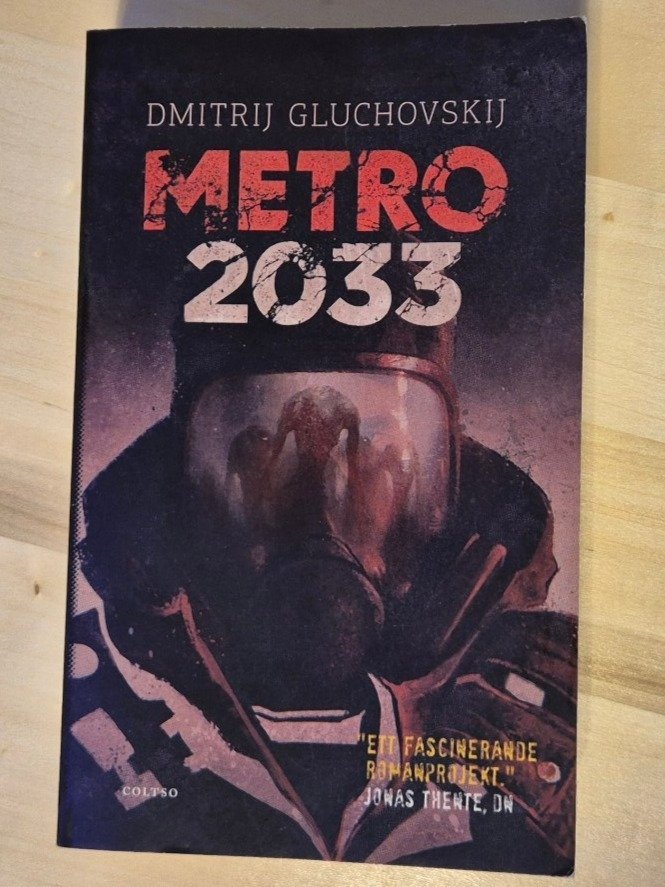 DMITRIJ GLUCHOVSKIJ
METRO
2033
"ETT FASCINERANDE
ROMANPROJEKT."
JONAS THENTE, DN
COLTSO